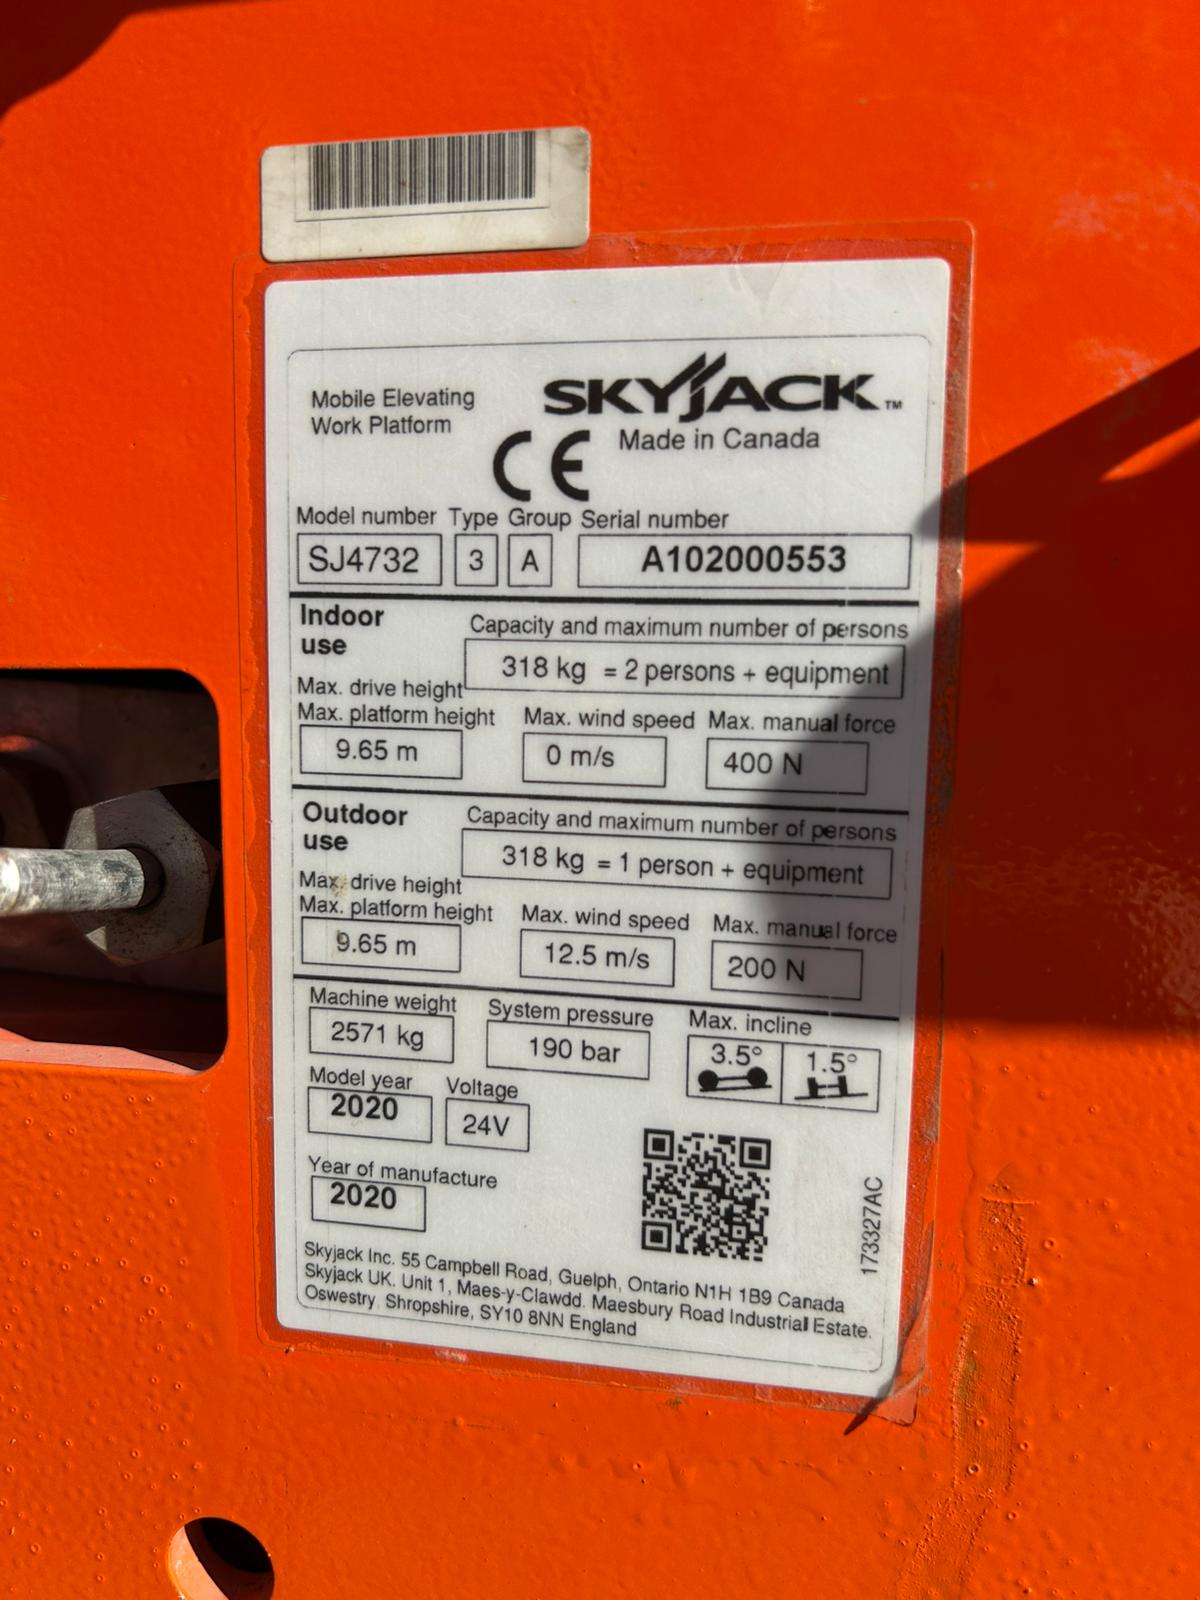 SKYJACK™
Mobile Elevating
Work Platform
CE Made in Canada
Model number Type Group Serial number
SJ4732 3 A A102000553
Indoor
use
Capacity and maximum number of persons
318 kg = 2 persons + equipment
Max. drive height
Max. platform height Max. wind speed Max. manual force
9.65 m 0 m/s 400 N
Outdoor
use
Capacity and maximum number of persons
318 kg = 1 person + equipment
Max. drive height
Max. platform height Max. wind speed Max. manual force
9.65 m 12.5 m/s 200 N
Machine weight System pressure Max. incline
2571 kg 190 bar 3.5° 1.5°
Model year Voltage
2020 24V
Year of manufacture
2020
173327AC
Skyjack Inc. 55 Campbell Road, Guelph, Ontario N1H 1B9 Canada
Skyjack UK. Unit 1, Maes-y-Clawdd. Maesbury Road Industrial Estate.
Oswestry, Shropshire, SY10 8NN England